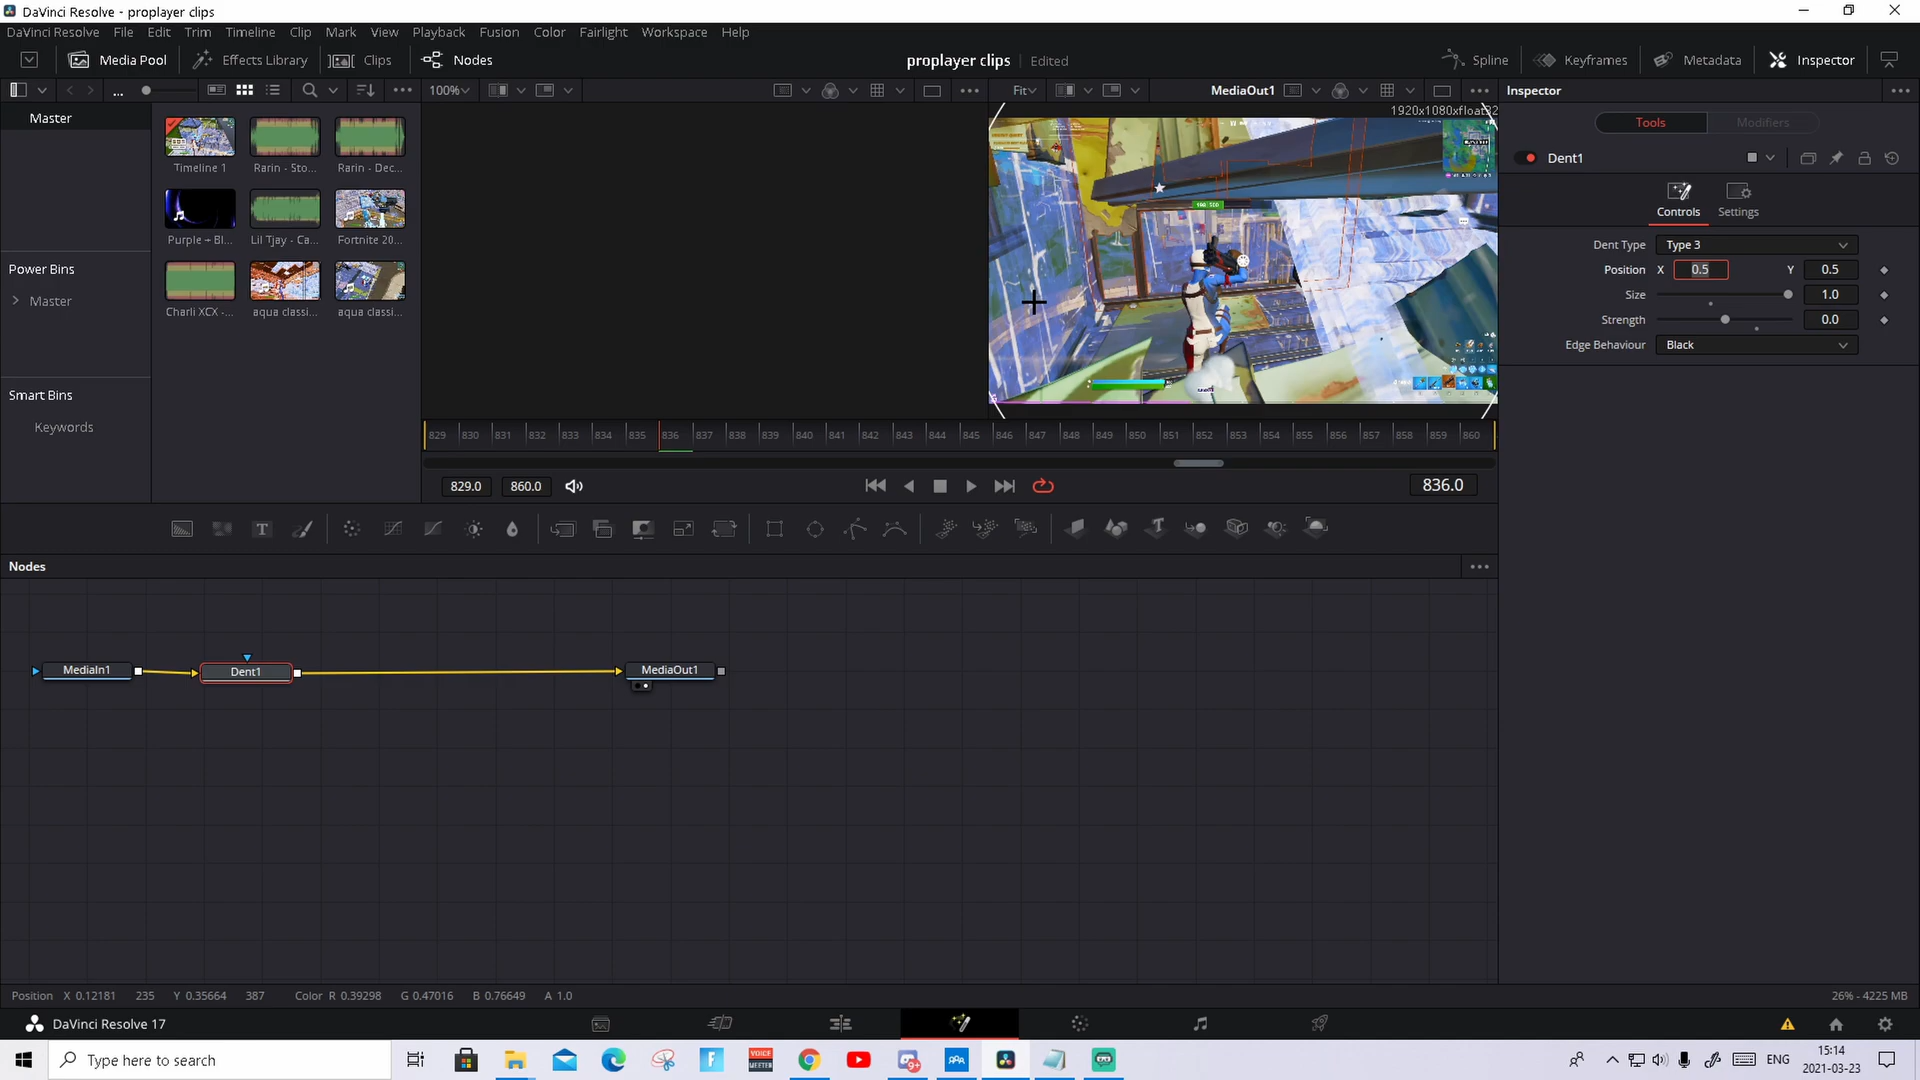 DaVinci Resolve - proplayer clips
DaVinci Resolve File Edit Trim Timeline Clip Mark View Playback Fusion Color Fairlight Workspace Help
Media Pool Effects Library Clips Nodes proplayer clips Edited Spline Keyframes Metadata Inspector
... 100% Fit MediaOut1 Inspector
Master
1920x1080xfloat32
Tools Modifiers
Timeline 1 Rarin - Sto... Rarin - Dec...
Dent1
Controls Settings
Purple + Bl... Lil Tjay - Ca... Fortnite 20...
Dent Type Type 3
Power Bins
Position X 0.5 Y 0.5
Master
Size 1.0
Charli XCX -... aqua classi... aqua classi...
Strength 0.0
Edge Behaviour Black
Smart Bins
Keywords
829 830 831 832 833 834 835 836 837 838 839 840 841 842 843 844 845 846 847 848 849 850 851 852 853 854 855 856 857 858 859 860
829.0 860.0 836.0
T
Nodes
MediaIn1 Dent1 MediaOut1
Position X 0.12181 235 Y 0.35664 387 Color R 0.39298 G 0.47016 B 0.76649 A 1.0 26% - 4225 MB
DaVinci Resolve 17
Type here to search
VOICE
MEETER
9+
ENG
15:14
2021-03-23